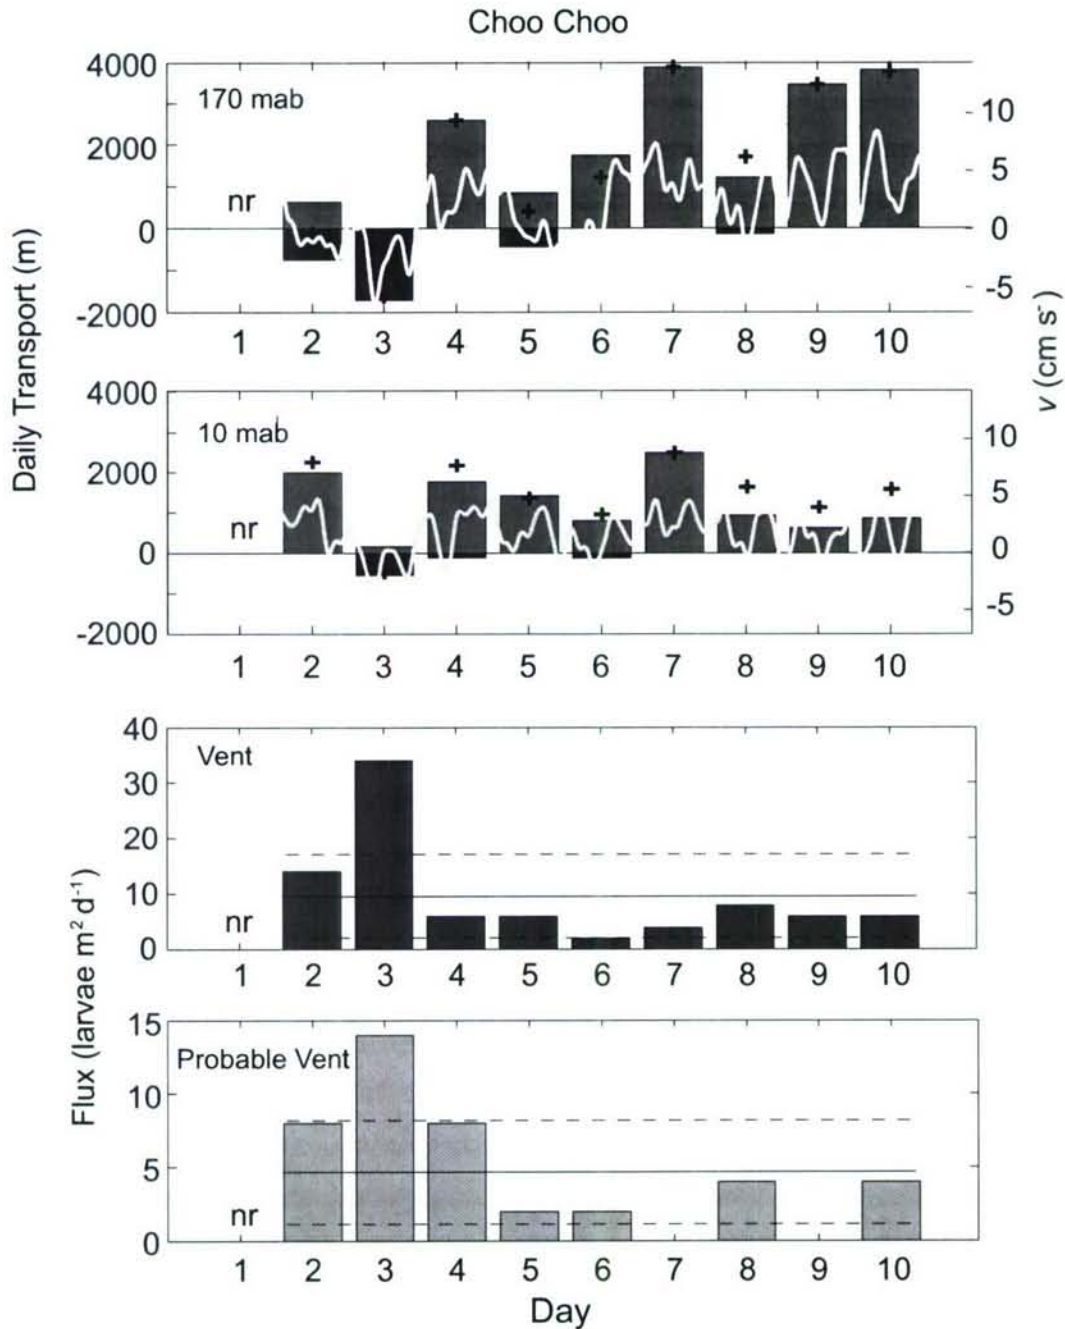 Choo Choo
Daily Transport (m)
v (cm s-
4000
2000
0
-2000
10
5
0
-5
170 mab
nr
1 2 3 4 5 6 7 8 9 10
4000
2000
0
-2000
10
5
0
-5
10 mab
nr
1 2 3 4 5 6 7 8 9 10
Flux (larvae m² d⁻¹)
40
30
20
10
0
Vent
nr
1 2 3 4 5 6 7 8 9 10
15
10
5
0
Probable Vent
nr
1 2 3 4 5 6 7 8 9 10
Day